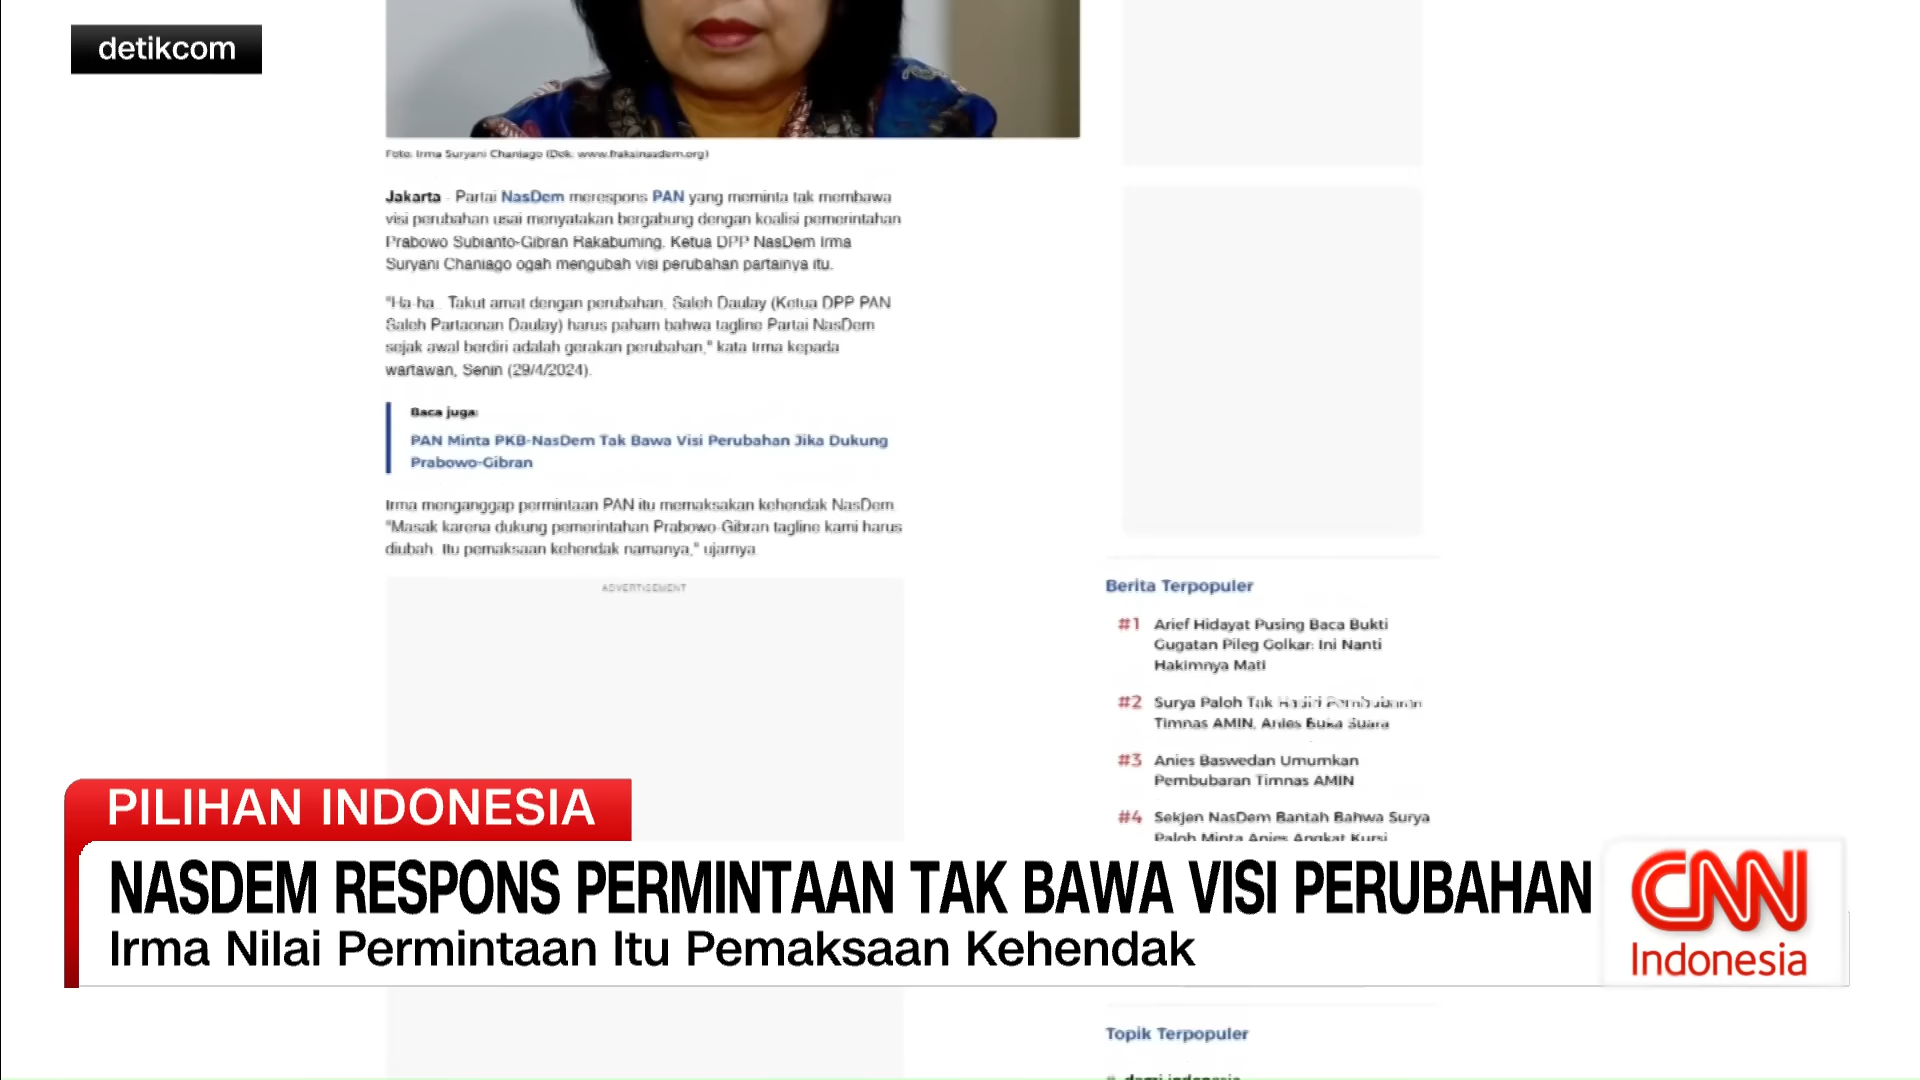 detikcom
Foto: Irma Suryani Chaniago (Dok. www.fraksinasdem.org)
Jakarta - Partai NasDem merespons PAN yang meminta tak membawa
visi perubahan usai menyatakan bergabung dengan koalisi pemerintahan
Prabowo Subianto-Gibran Rakabuming. Ketua DPP NasDem Irma
Suryani Chaniago ogah mengubah visi perubahan partainya itu.
"Ha-ha.. Takut amat dengan perubahan. Saleh Daulay (Ketua DPP PAN
Saleh Partaonan Daulay) harus paham bahwa tagline Partai NasDem
sejak awal berdiri adalah gerakan perubahan," kata Irma kepada
wartawan, Senin (29/4/2024).
Baca juga:
PAN Minta PKB-NasDem Tak Bawa Visi Perubahan Jika Dukung
Prabowo-Gibran
Irma menganggap permintaan PAN itu memaksakan kehendak NasDem.
"Masak karena dukung pemerintahan Prabowo-Gibran tagline kami harus
diubah. Itu pemaksaan kehendak namanya," ujarnya.
ADVERTISEMENT
Berita Terpopuler
#1 Arief Hidayat Pusing Baca Bukti
Gugatan Pileg Golkar: Ini Nanti
Hakimnya Mati
#2 Surya Paloh Tak Hadiri Pembubaran
Timnas AMIN, Anies Buka Suara
#3 Anies Baswedan Umumkan
Pembubaran Timnas AMIN
#4 Sekjen NasDem Bantah Bahwa Surya
Paloh Minta Anies Angkat Kursi
PILIHAN INDONESIA
NASDEM RESPONS PERMINTAAN TAK BAWA VISI PERUBAHAN
Irma Nilai Permintaan Itu Pemaksaan Kehendak
CNN
Indonesia
Topik Terpopuler